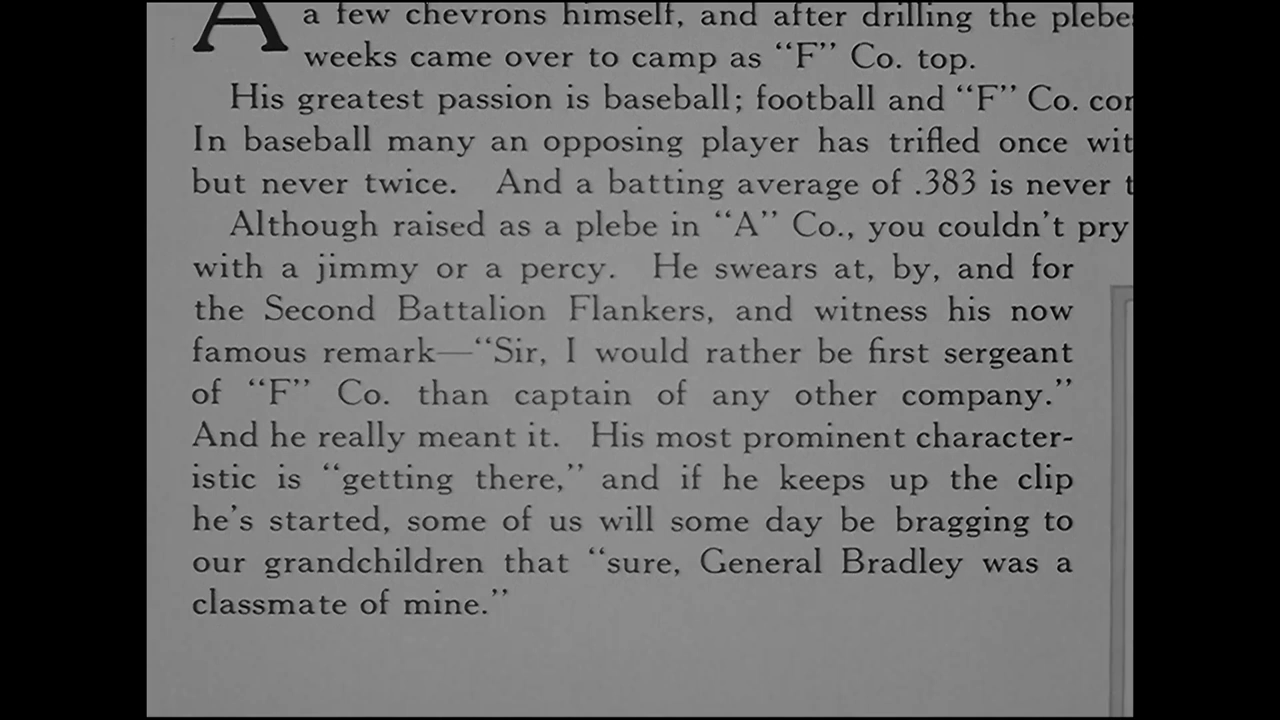 A a few chevrons himself, and after drilling the
weeks came over to camp as “F” Co. top.
His greatest passion is baseball; football and “F” Co.
In baseball many an opposing player has trifled once
but never twice. And a batting average of .383 is never
Although raised as a plebe in “A” Co., you couldn’t pry
with a jimmy or a percy. He swears at, by, and for
the Second Battalion Flankers, and witness his now
famous remark—“Sir, I would rather be first sergeant
of “F” Co. than captain of any other company.”
And he really meant it. His most prominent character-
istic is “getting there,” and if he keeps up the clip
he’s started, some of us will some day be bragging to
our grandchildren that “sure, General Bradley was a
classmate of mine.”